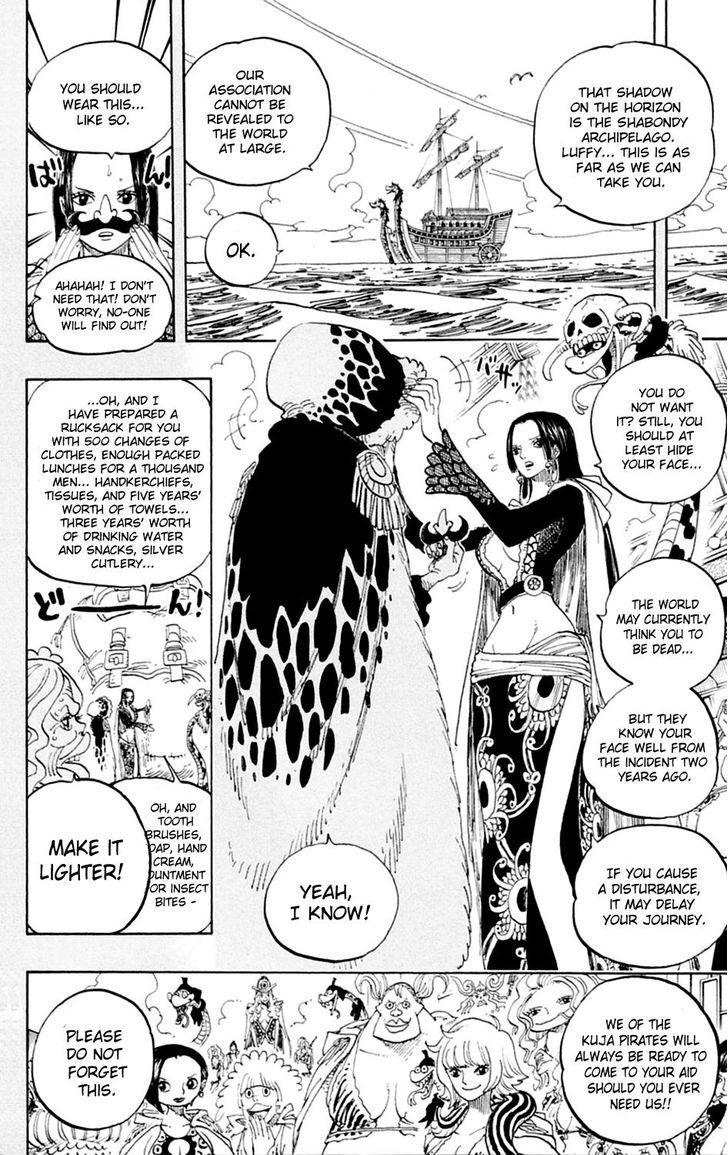 THAT SHADOW
ON THE HORIZON
IS THE SHABONDY
ARCHIPELAGO.
LUFFY... THIS IS AS
FAR AS WE CAN
TAKE YOU.
OUR
ASSOCIATION
CANNOT BE
REVEALED TO
THE WORLD
AT LARGE.
OK.
YOU SHOULD
WEAR THIS...
LIKE SO.
ばん!
AHAHAH! I DON'T
NEED THAT! DON'T
WORRY, NO-ONE
WILL FIND OUT!
YOU DO
NOT WANT
IT? STILL, YOU
SHOULD AT
LEAST HIDE
YOUR FACE...
THE WORLD
MAY CURRENTLY
THINK YOU TO
BE DEAD...
BUT THEY
KNOW YOUR
FACE WELL FROM
THE INCIDENT TWO
YEARS AGO.
IF YOU CAUSE
A DISTURBANCE,
IT MAY DELAY
YOUR JOURNEY.
YEAH,
I KNOW!
...OH, AND I
HAVE PREPARED A
RUCKSACK FOR YOU
WITH 500 CHANGES OF
CLOTHES, ENOUGH PACKED
LUNCHES FOR A THOUSAND
MEN... HANDKERCHIEFS,
TISSUES, AND FIVE YEARS'
WORTH OF TOWELS...
THREE YEARS' WORTH
OF DRINKING WATER
AND SNACKS, SILVER
CUTLERY...
どーん!
OH, AND
TOOTH
BRUSHES,
HAND
CREAM,
OR INSECT
BITES -
MAKE IT
LIGHTER!
WE OF THE
KUJA PIRATES WILL
ALWAYS BE READY TO
COME TO YOUR AID
SHOULD YOU EVER
NEED US!!
PLEASE
DO NOT
FORGET
THIS.